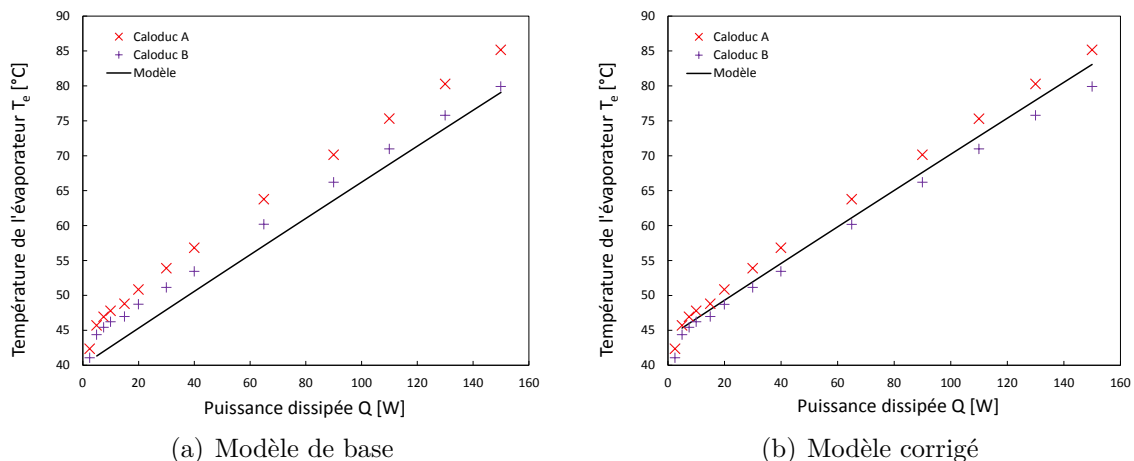 90
85
80
75
70
65
60
55
50
45
40
Température de l'évaporateur Te [°C]
Caloduc A
Caloduc B
Modèle
0 20 40 60 80 100 120 140 160
Puissance dissipée Q [W]
(a) Modèle de base
90
85
80
75
70
65
60
55
50
45
40
Température de l'évaporateur Te [°C]
Caloduc A
Caloduc B
Modèle
0 20 40 60 80 100 120 140 160
Puissance dissipée Q [W]
(b) Modèle corrigé